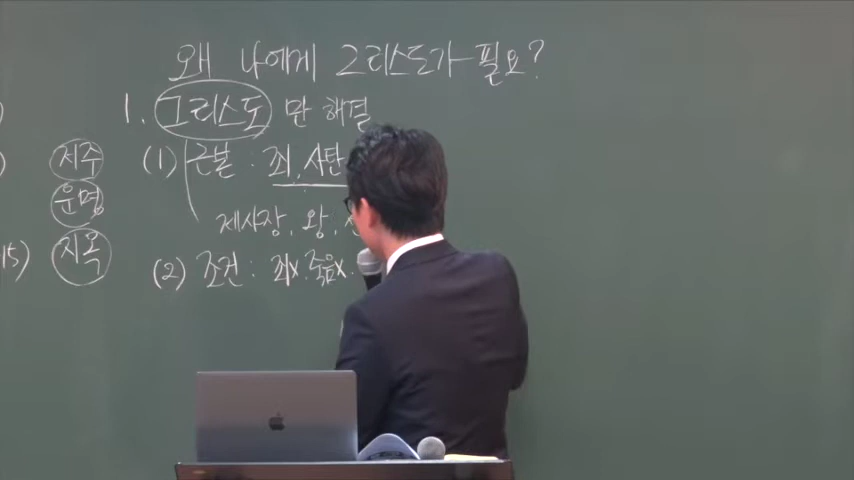 왜 나에게 그리스도가 필요?
1. 그리스도 만 해결
저주
(1) 근본 : 죄, 사탄
운명
제사장, 왕,
15) 지옥
(2) 조건 : 죄x. 죽음x.